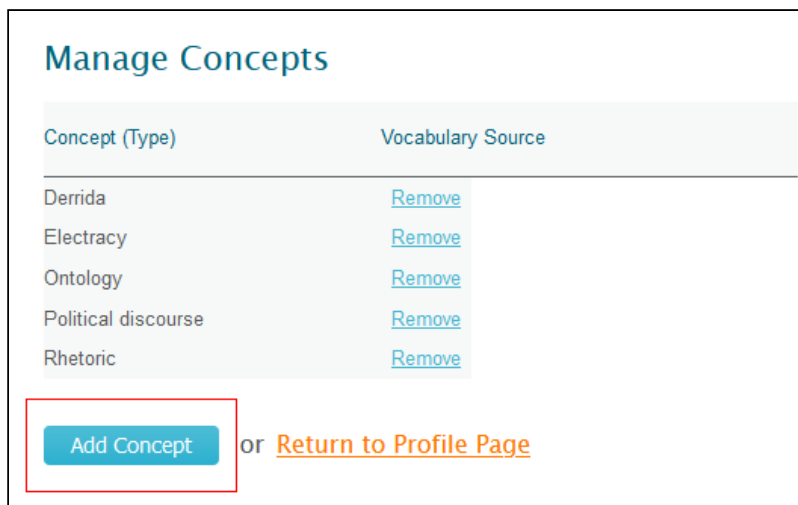 Manage Concepts
Concept (Type) Vocabulary Source
Derrida Remove
Electracy Remove
Ontology Remove
Political discourse Remove
Rhetoric Remove
Add Concept or Return to Profile Page